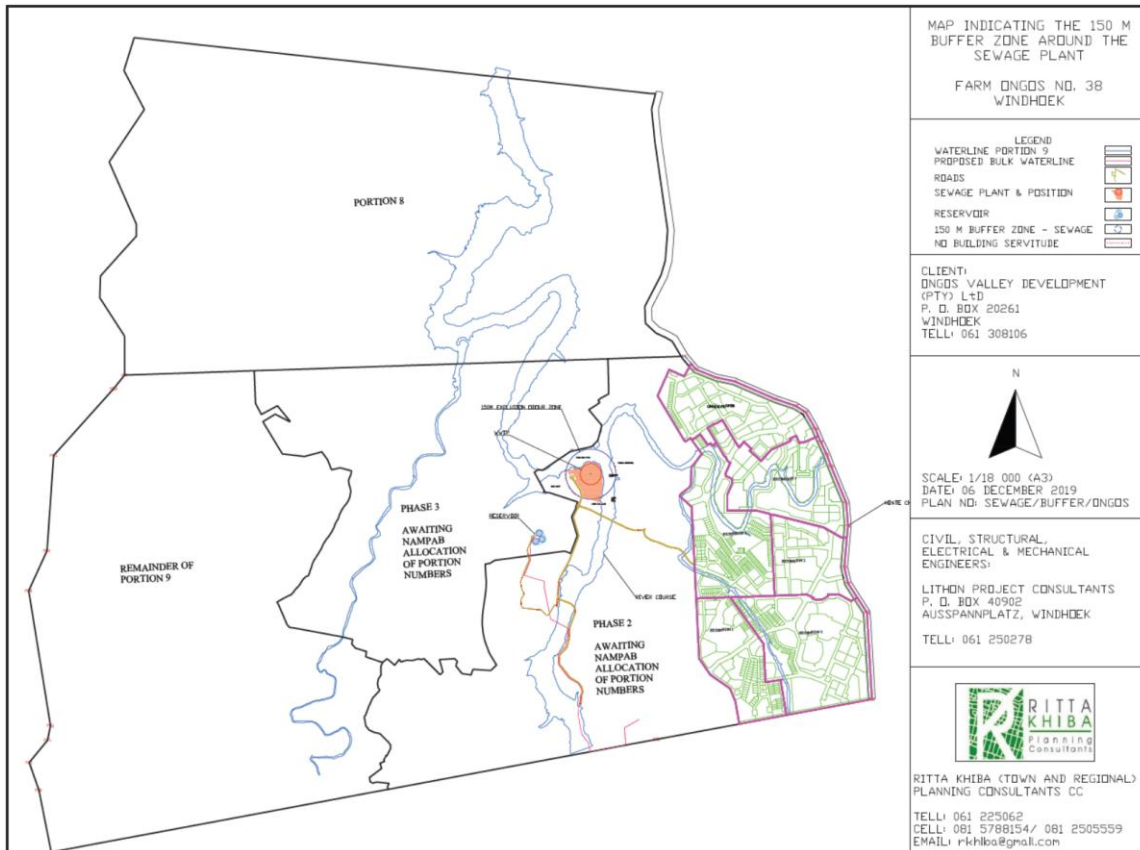 MAP INDICATING THE 150 M
BUFFER ZONE AROUND THE
SEWAGE PLANT
FARM ONGOS NO. 38
WINDHOEK
LEGEND
WATERLINE PORTION 9
PROPOSED BULK WATERLINE
ROADS
SEWAGE PLANT & POSITION
RESERVOIR
150 M BUFFER ZONE - SEWAGE
NO BUILDING SERVITUDE
CLIENT:
ONGOS VALLEY DEVELOPMENT
(PTY) LtD
P. O. BOX 20261
WINDHOEK
TELL: 061 308106
N
SCALE: 1/18 000 (A3)
DATE: 06 DECEMBER 2019
PLAN NO: SEWAGE/BUFFER/ONGOS
CIVIL, STRUCTURAL,
ELECTRICAL & MECHANICAL
ENGINEERS:
LITHON PROJECT CONSULTANTS
P. O. BOX 40902
AUSSPANNPLATZ, WINDHOEK
TELL: 061 250278
RITTA
KHIBA
Planning
Consultants
RITTA KHIBA (TOWN AND REGIONAL)
PLANNING CONSULTANTS CC
TELL: 061 225062
CELL: 081 5788154/ 081 2505559
EMAIL: rkhiba@gmail.com
PORTION 8
150M EXCLUSION ODOUR ZONE
WWTP
PHASE 3
AWAITING
NAMPAB
ALLOCATION
OF PORTION
NUMBERS
RESERVOIR
REMAINDER OF
PORTION 9
RIVER COURSE
PHASE 2
AWAITING
NAMPAB
ALLOCATION
OF PORTION
NUMBERS